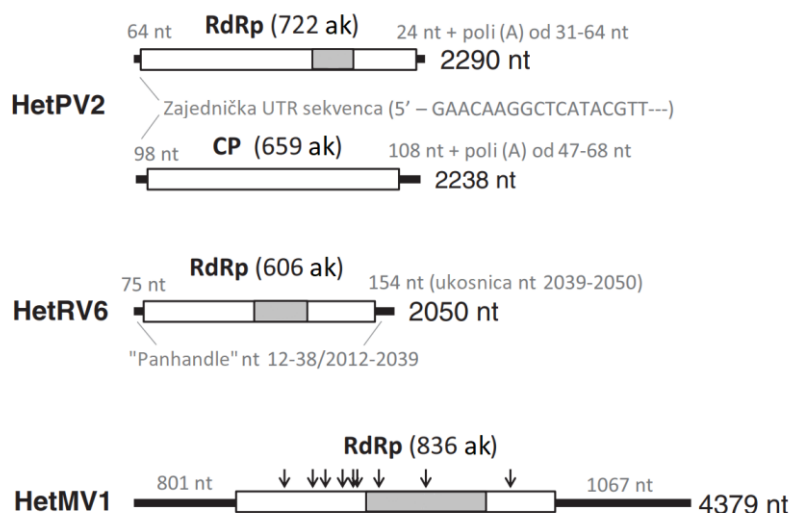 RdRp (722 ak)
64 nt
24 nt + poli (A) od 31-64 nt
2290 nt
HetPV2
Zajednička UTR sekvenca (5' – GAACAAGGCTCATACGTT---)
CP (659 ak)
98 nt
108 nt + poli (A) od 47-68 nt
2238 nt
RdRp (606 ak)
75 nt
154 nt (ukosnica nt 2039-2050)
HetRV6
2050 nt
"Panhandle" nt 12-38/2012-2039
RdRp (836 ak)
801 nt
1067 nt
HetMV1
4379 nt